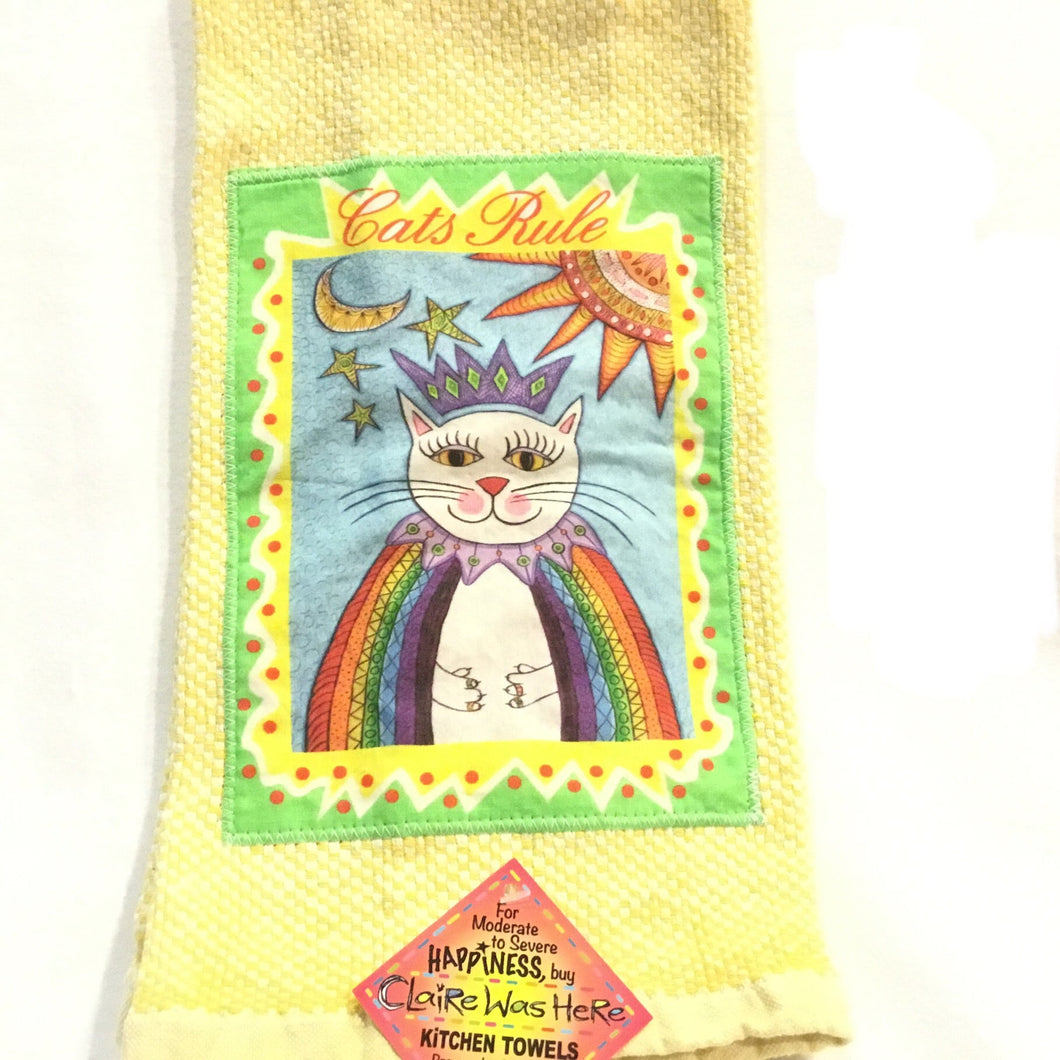 Cats Rule
For
Moderate
to Severe
HAPPiNESS, buy
CLaiRe Was HeRe
KiTCHEN TOWELS